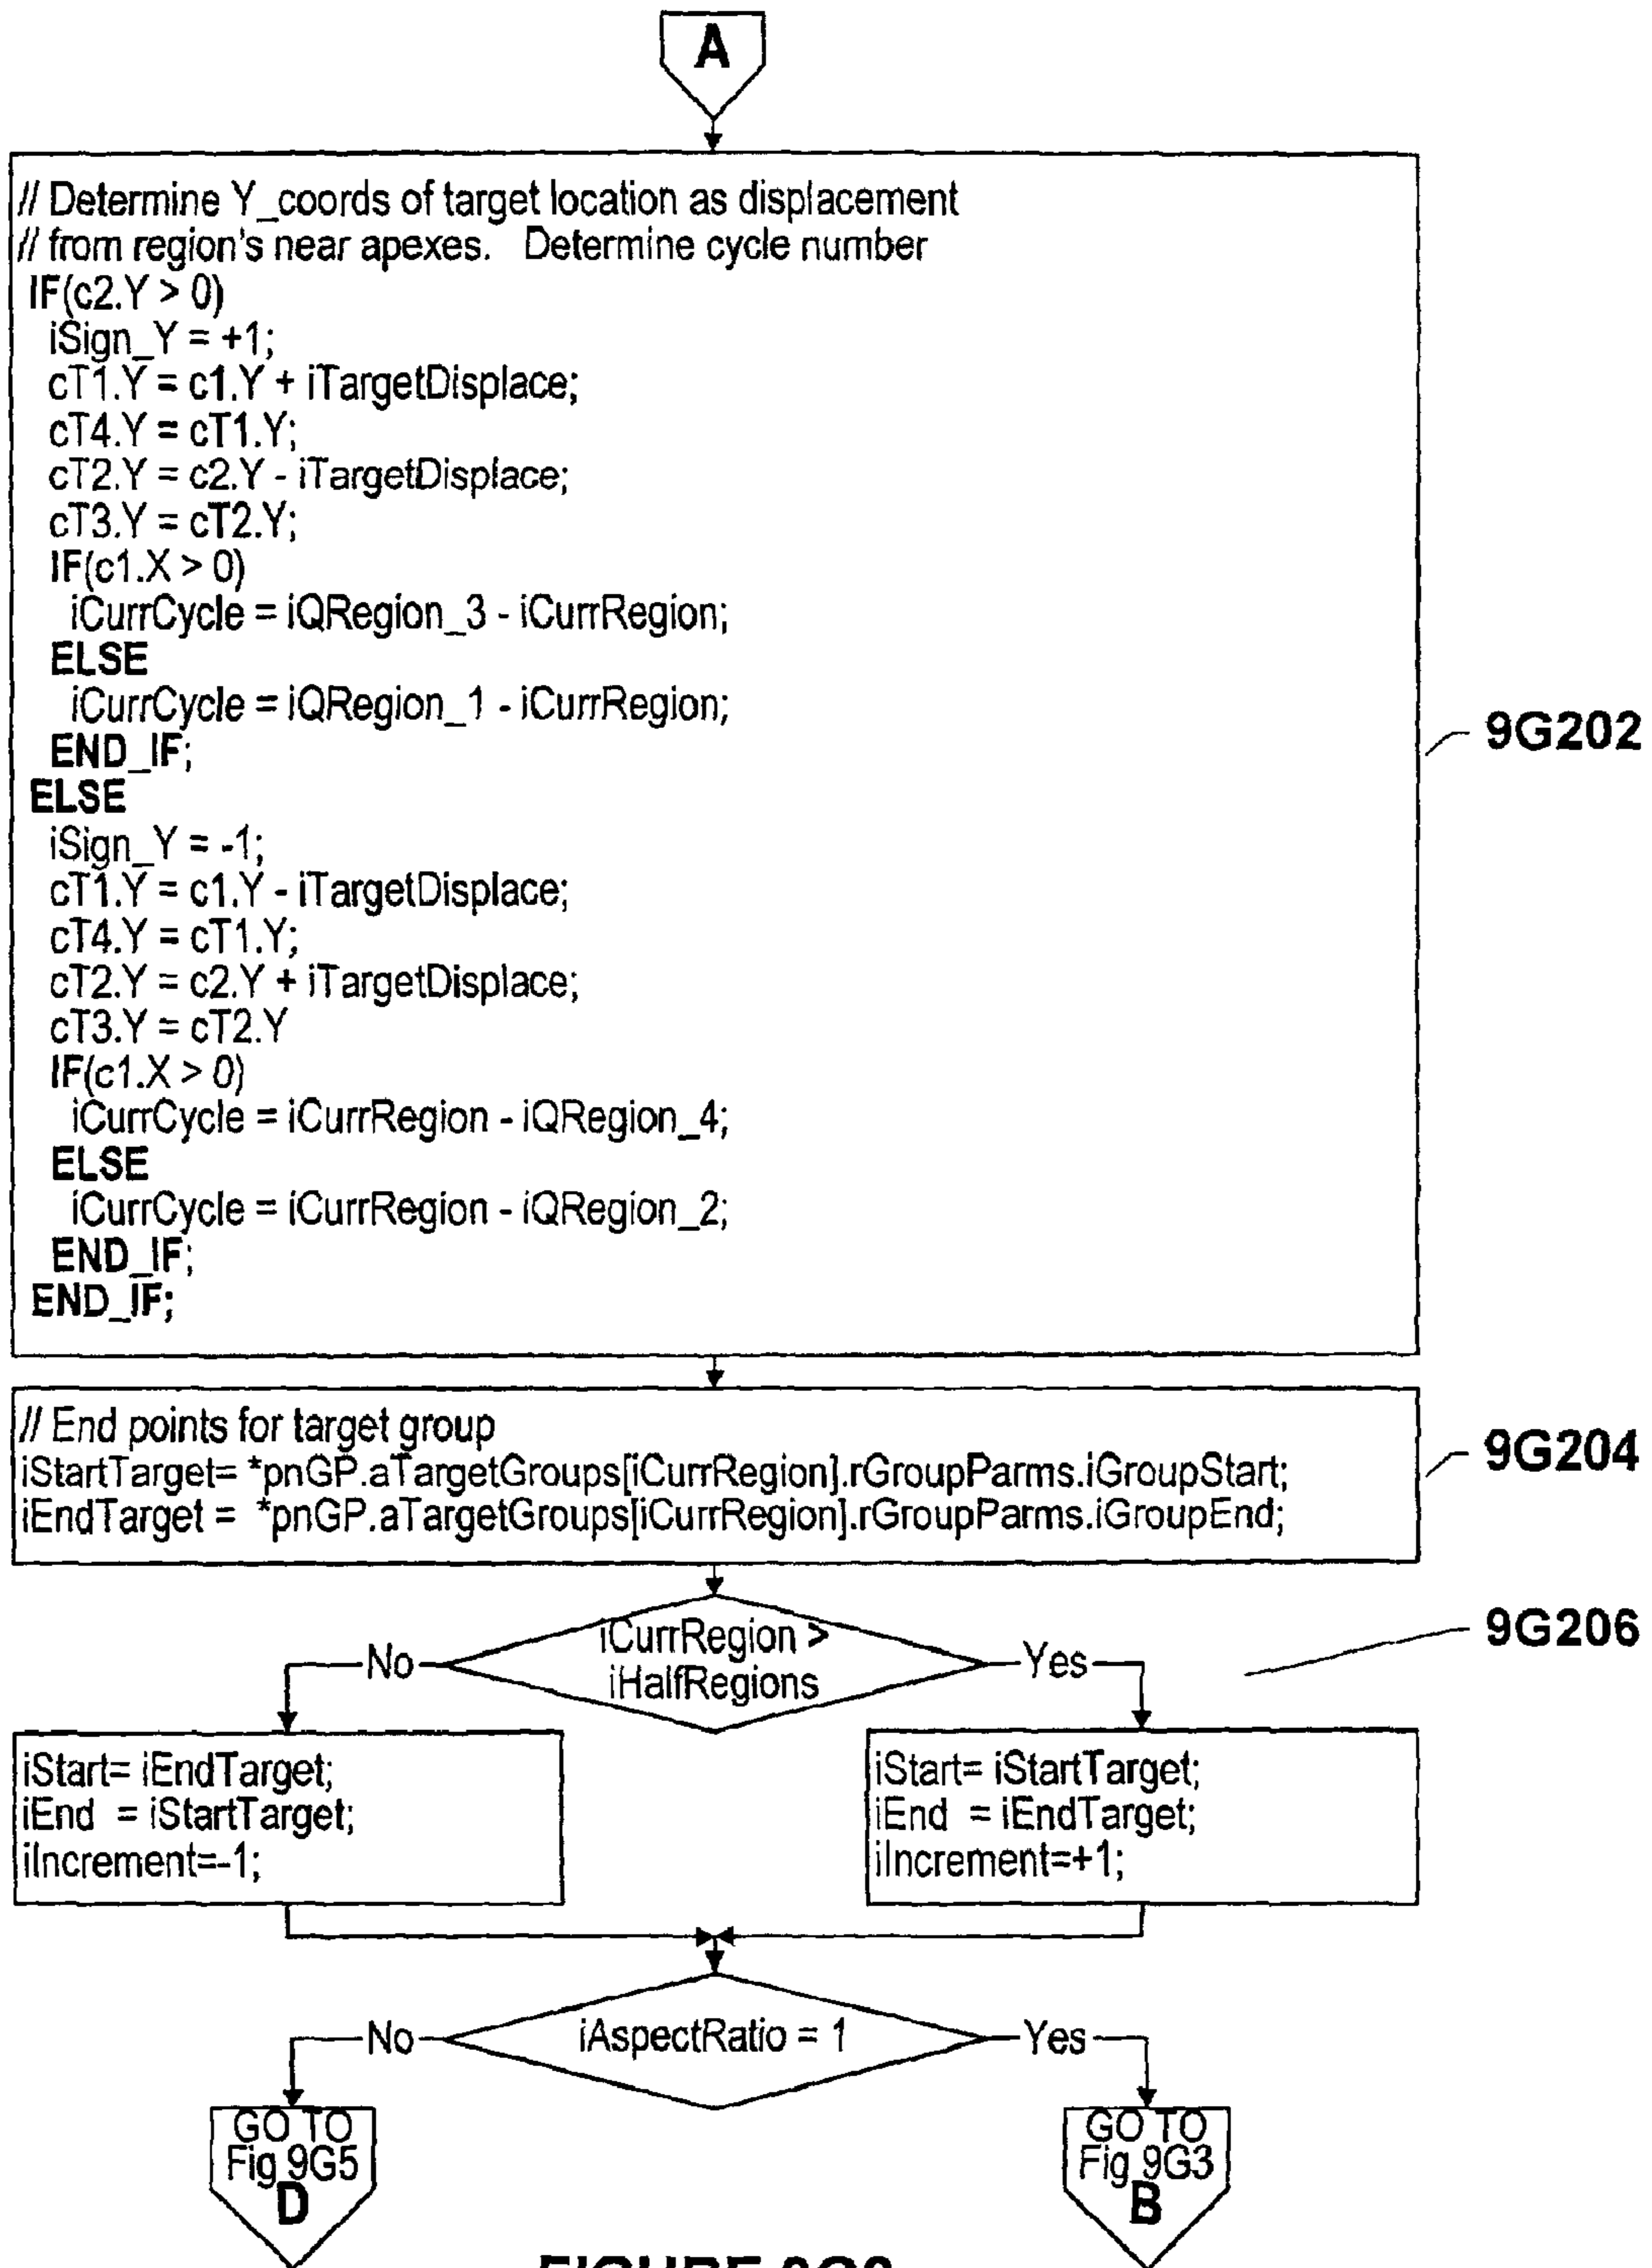 A
// Determine Y_coords of target location as displacement
// from region's near apexes. Determine cycle number
IF(c2.Y > 0)
iSign_Y = +1;
cT1.Y = c1.Y + iTargetDisplace;
cT4.Y = cT1.Y;
cT2.Y = c2.Y - iTargetDisplace;
cT3.Y = cT2.Y;
IF(c1.X > 0)
iCurrCycle = iQRegion_3 - iCurrRegion;
ELSE
iCurrCycle = iQRegion_1 - iCurrRegion;
END_IF;
ELSE
iSign_Y = -1;
cT1.Y = c1.Y - iTargetDisplace;
cT4.Y = cT1.Y;
cT2.Y = c2.Y + iTargetDisplace;
cT3.Y = cT2.Y
IF(c1.X > 0)
iCurrCycle = iCurrRegion - iQRegion_4;
ELSE
iCurrCycle = iCurrRegion - iQRegion_2;
END_IF;
END_IF;
9G202
// End points for target group
iStartTarget= *pnGP.aTargetGroups[iCurrRegion].rGroupParms.iGroupStart;
iEndTarget = *pnGP.aTargetGroups[iCurrRegion].rGroupParms.iGroupEnd;
9G204
iCurrRegion >
iHalfRegions
No
Yes
9G206
iStart= iEndTarget;
iEnd = iStartTarget;
iIncrement=-1;
iStart= iStartTarget;
iEnd = iEndTarget;
iIncrement=+1;
iAspectRatio = 1
No
Yes
GO TO
Fig 9G5
D
GO TO
Fig 9G3
B